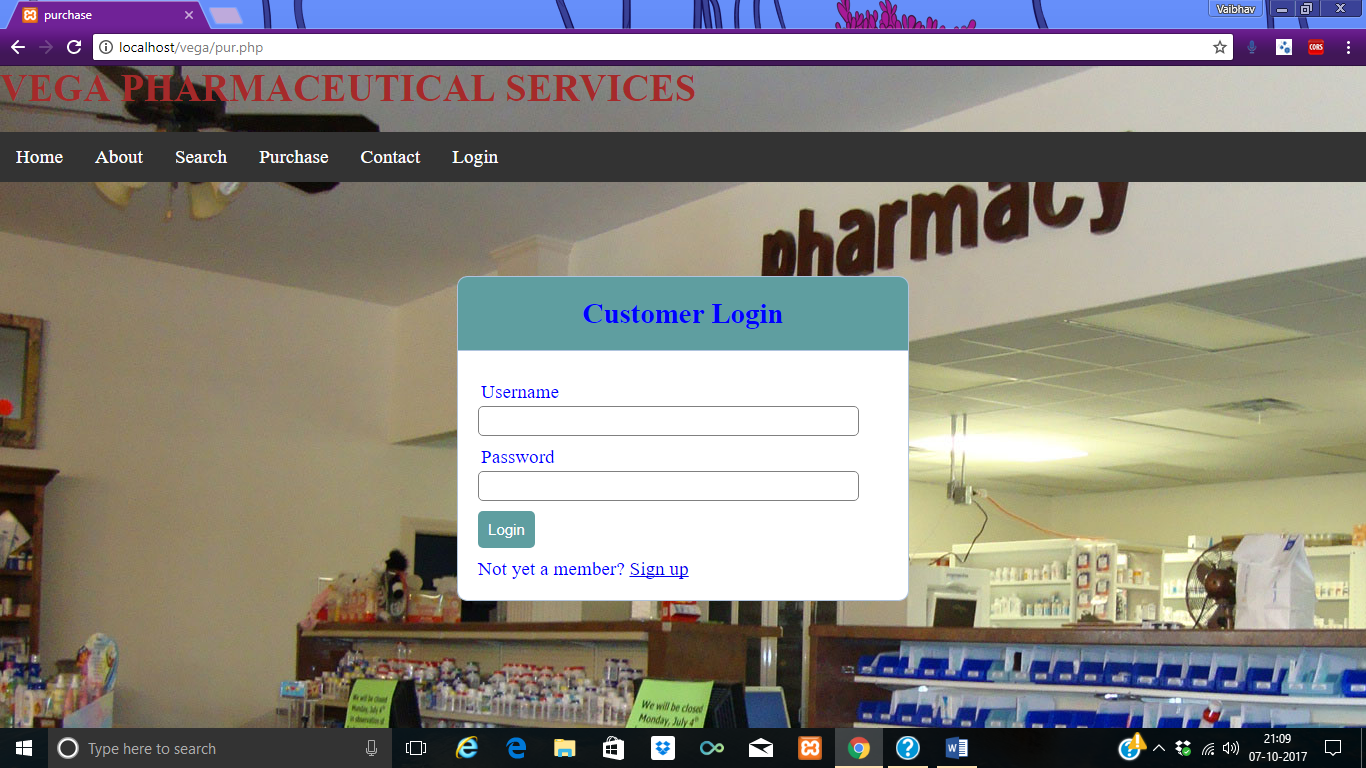 purchase
Vaibhav
localhost/vega/pur.php
CORS
VEGA PHARMACEUTICAL SERVICES
Home About Search Purchase Contact Login
pharmacy
Customer Login
Username
Password
Login
Not yet a member? Sign up
We will be closed
Monday, July 4th
in observation of
We will be closed
Monday, July 4th
Type here to search
21:09
07-10-2017